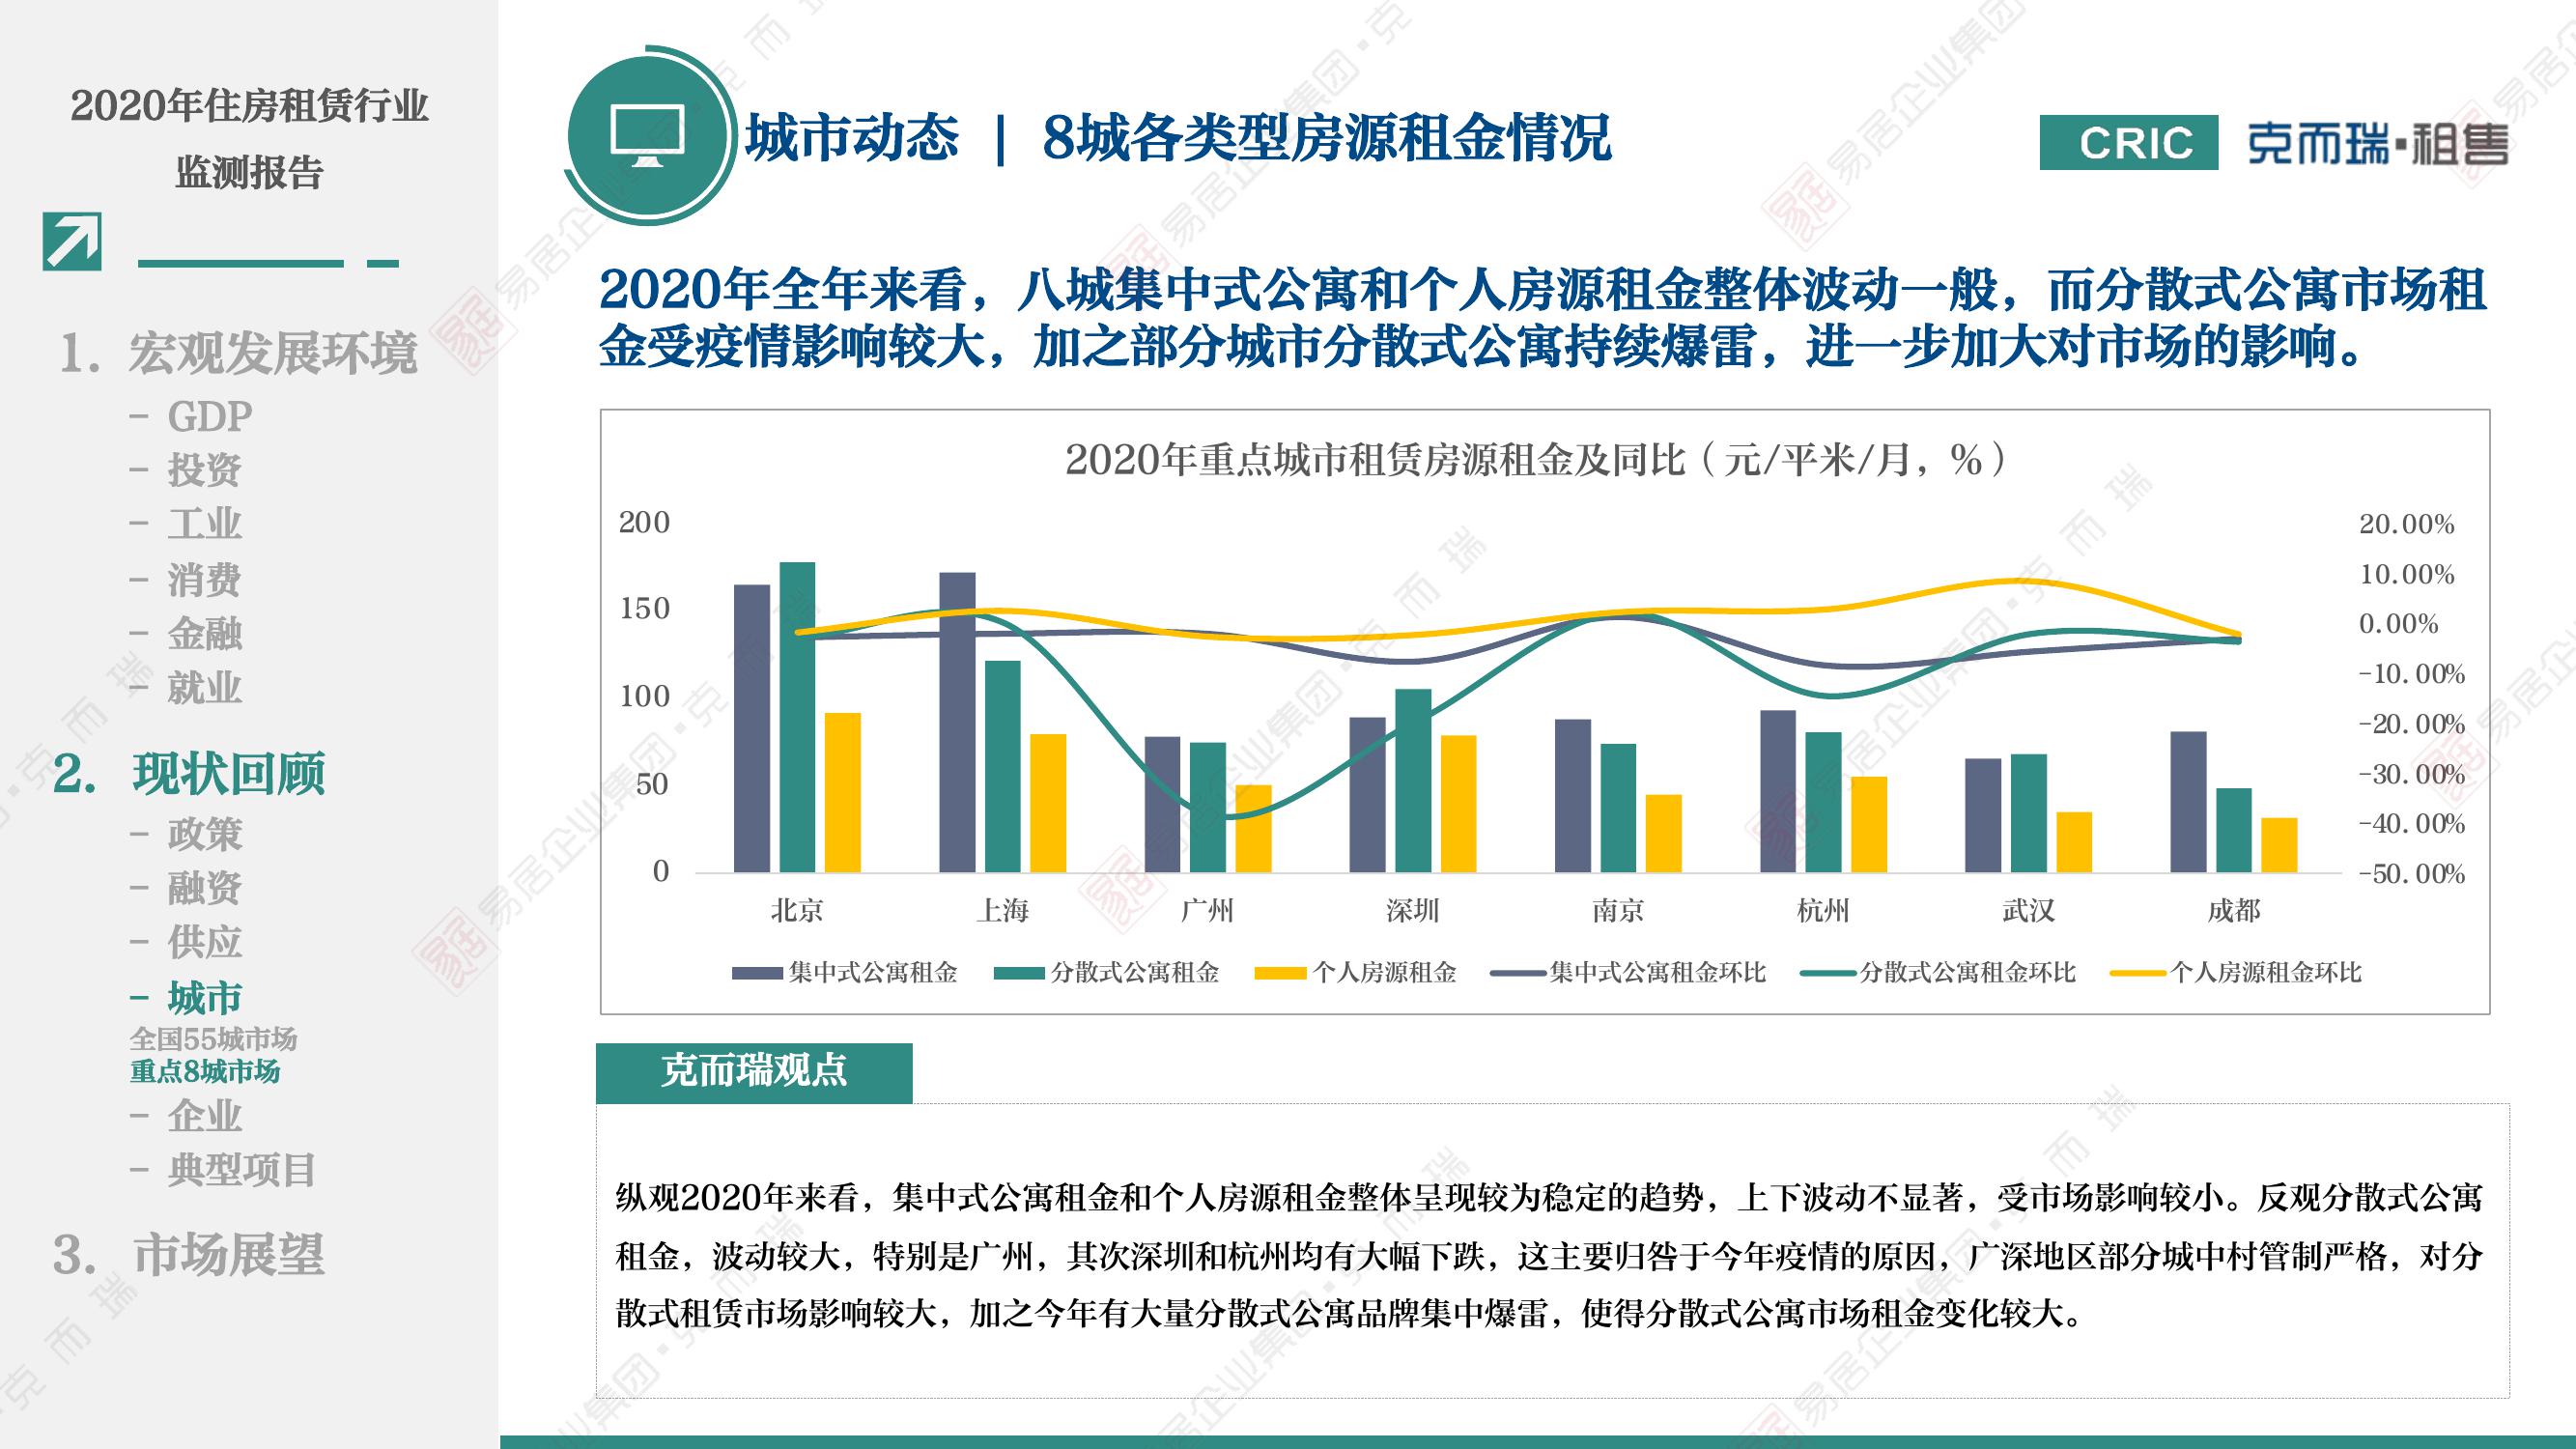 2020年住房租赁行业
监测报告
1. 宏观发展环境
- GDP
- 投资
- 工业
- 消费
- 金融
- 就业
2. 现状回顾
- 政策
- 融资
- 供应
- 城市
全国55城市场
重点8城市场
- 企业
- 典型项目
3. 市场展望
城市动态 | 8城各类型房源租金情况
CRIC 克而瑞·租售
2020年全年来看，八城集中式公寓和个人房源租金整体波动一般，而分散式公寓市场租
金受疫情影响较大，加之部分城市分散式公寓持续爆雷，进一步加大对市场的影响。
2020年重点城市租赁房源租金及同比（元/平米/月，%）
200
150
100
50
0
20.00%
10.00%
0.00%
-10.00%
-20.00%
-30.00%
-40.00%
-50.00%
北京 上海 广州 深圳 南京 杭州 武汉 成都
集中式公寓租金 分散式公寓租金 个人房源租金 集中式公寓租金环比 分散式公寓租金环比 个人房源租金环比
克而瑞观点
纵观2020年来看，集中式公寓租金和个人房源租金整体呈现较为稳定的趋势，上下波动不显著，受市场影响较小。反观分散式公寓
租金，波动较大，特别是广州，其次深圳和杭州均有大幅下跌，这主要归咎于今年疫情的原因，广深地区部分城中村管制严格，对分
散式租赁市场影响较大，加之今年有大量分散式公寓品牌集中爆雷，使得分散式公寓市场租金变化较大。
易居企业集团·克而瑞